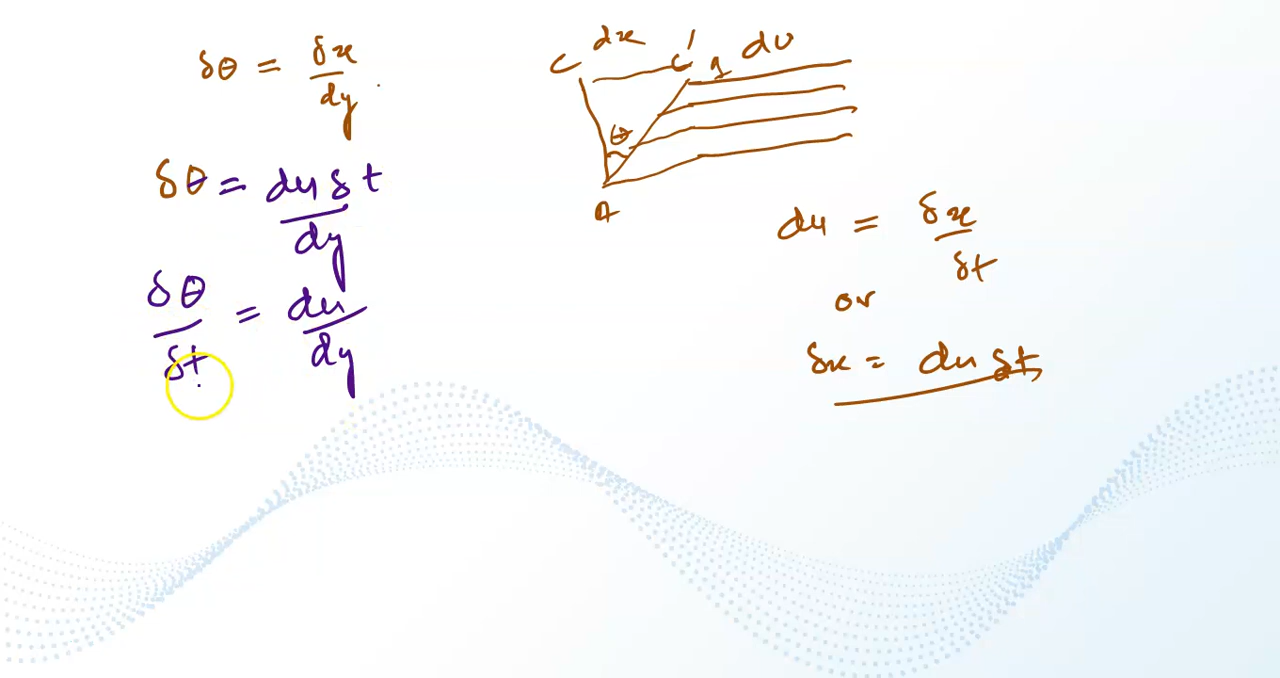 δθ = δx/dy
δθ = du δt/dy
δθ/δt = du/dy
dx
C C' du
θ
A
du = δx/δt
or
δx = du δt